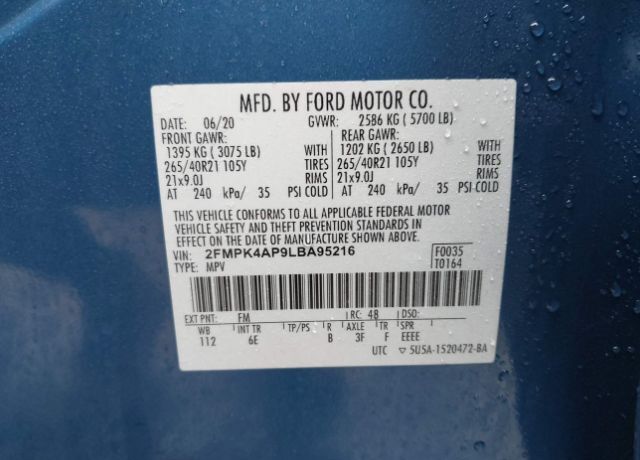 MFD. BY FORD MOTOR CO.
DATE: 06/20 GVWR: 2586 KG ( 5700 LB)
FRONT GAWR: REAR GAWR:
1395 KG ( 3075 LB) WITH 1202 KG ( 2650 LB) WITH
265/40R21 105Y TIRES 265/40R21 105Y TIRES
21x9.0J RIMS 21x9.0J RIMS
AT 240 kPa/ 35 PSI COLD AT 240 kPa/ 35 PSI COLD
THIS VEHICLE CONFORMS TO ALL APPLICABLE FEDERAL MOTOR
VEHICLE SAFETY AND THEFT PREVENTION STANDARDS IN
EFFECT ON THE DATE OF MANUFACTURE SHOWN ABOVE.
VIN: 2FMPK4AP9LBA95216 F0035
TYPE: MPV T0164
EXT PNT: FM RC: 48 DSO:
WB INT TR TP/PS R AXLE TR SPR
112 6E B 3F F EEEE
UTC ▽ 5U5A-1520472-BA